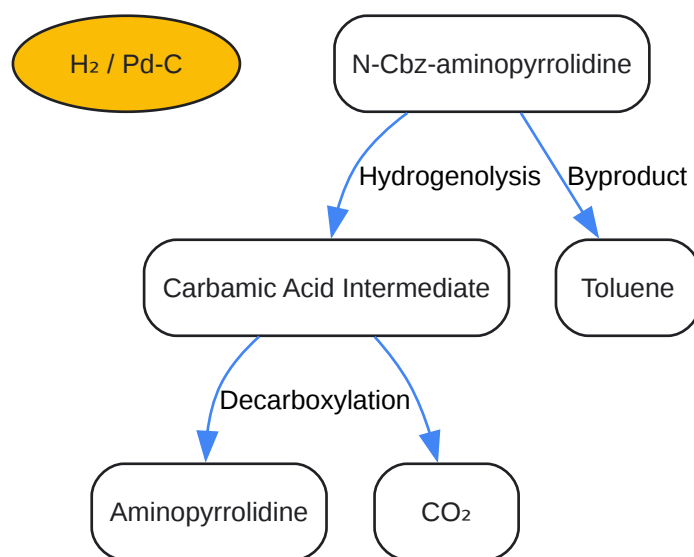 H₂ / Pd-C
N-Cbz-aminopyrrolidine
Hydrogenolysis
Byproduct
Carbamic Acid Intermediate
Toluene
Decarboxylation
Aminopyrrolidine
CO₂